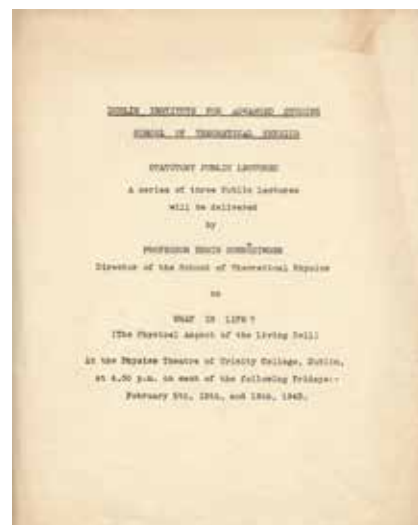 DUBLIN INSTITUTE FOR ADVANCED STUDIES
SCHOOL OF THEORETICAL PHYSICS
STATUTORY PUBLIC LECTURES
A series of three Public Lectures
will be delivered
by
PROFESSOR ERWIN SCHRÖDINGER
Director of the School of Theoretical Physics
on
WHAT IS LIFE?
(The Physical Aspect of the Living Cell)
At the Physics Theatre of Trinity College, Dublin,
at 4.30 p.m. on each of the following Fridays:-
February 5th, 12th, and 19th, 1943.